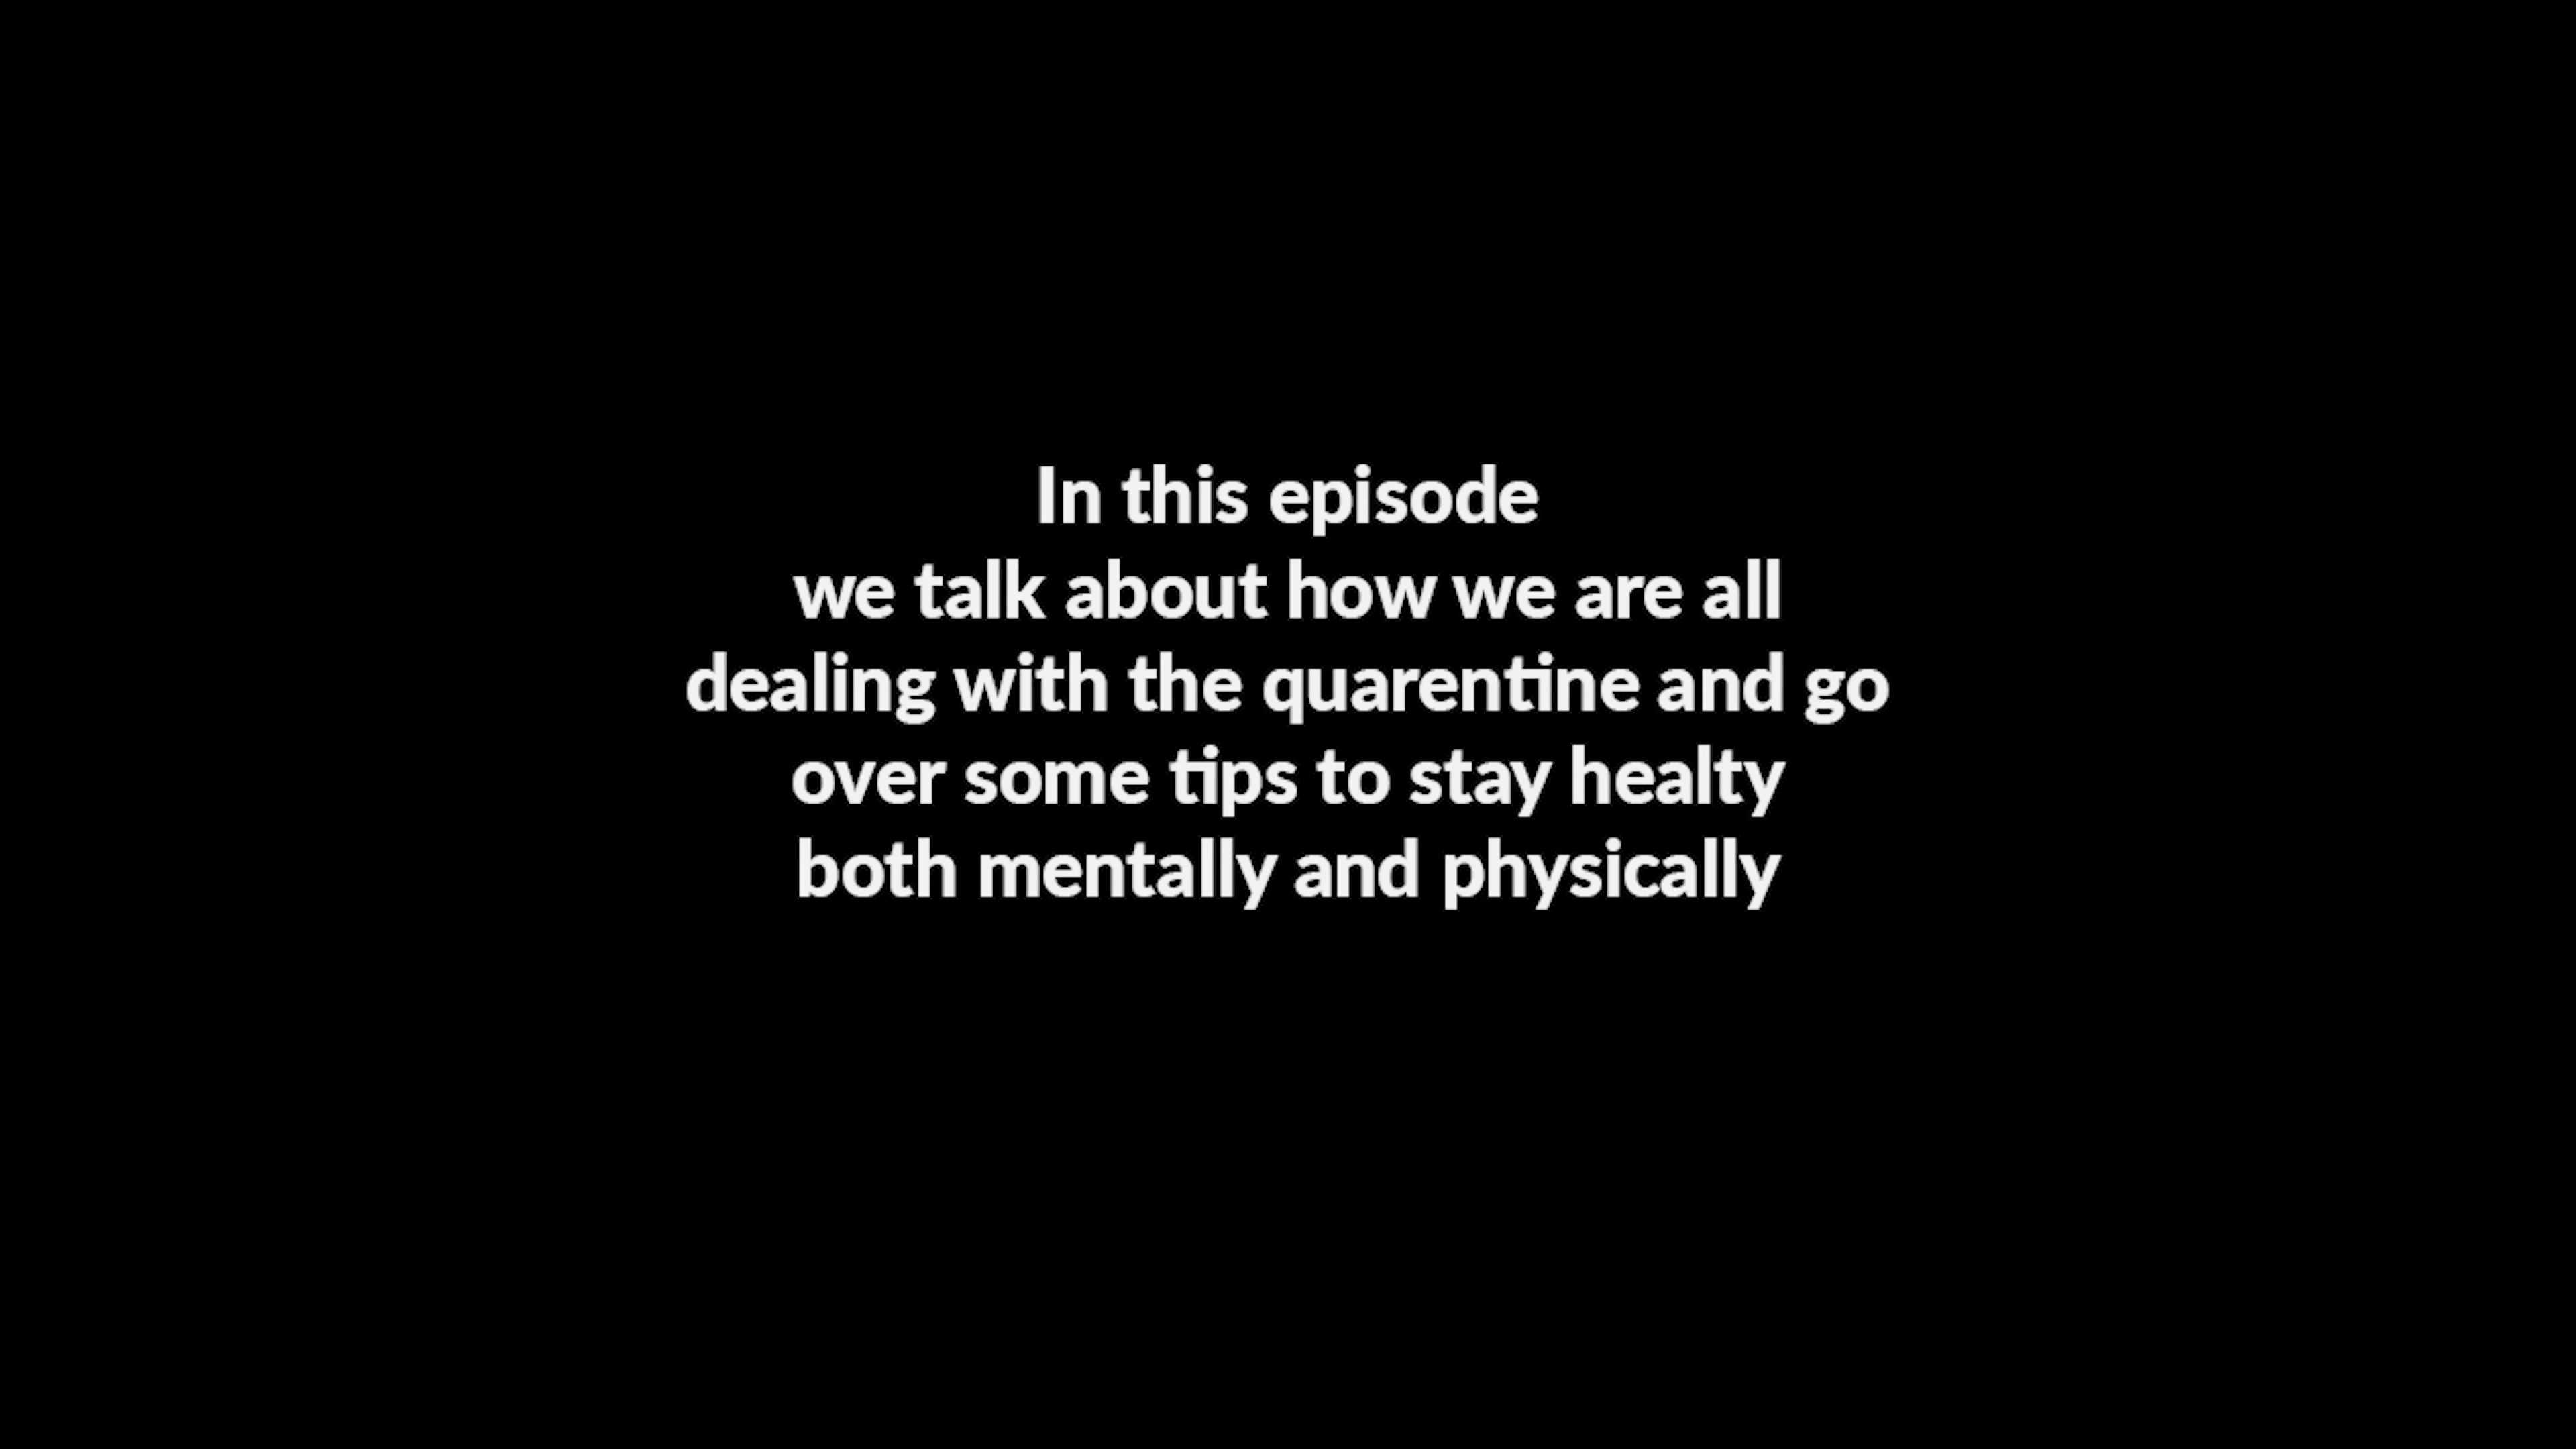 In this episode
we talk about how we are all
dealing with the quarentine and go
over some tips to stay healty
both mentally and physically